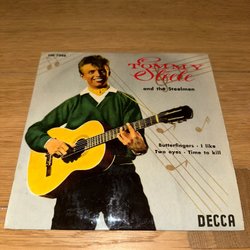 TOMMY
Steele
and the Steelmen
Butterfingers - I like
Two eyes - Time to kill
DECCA